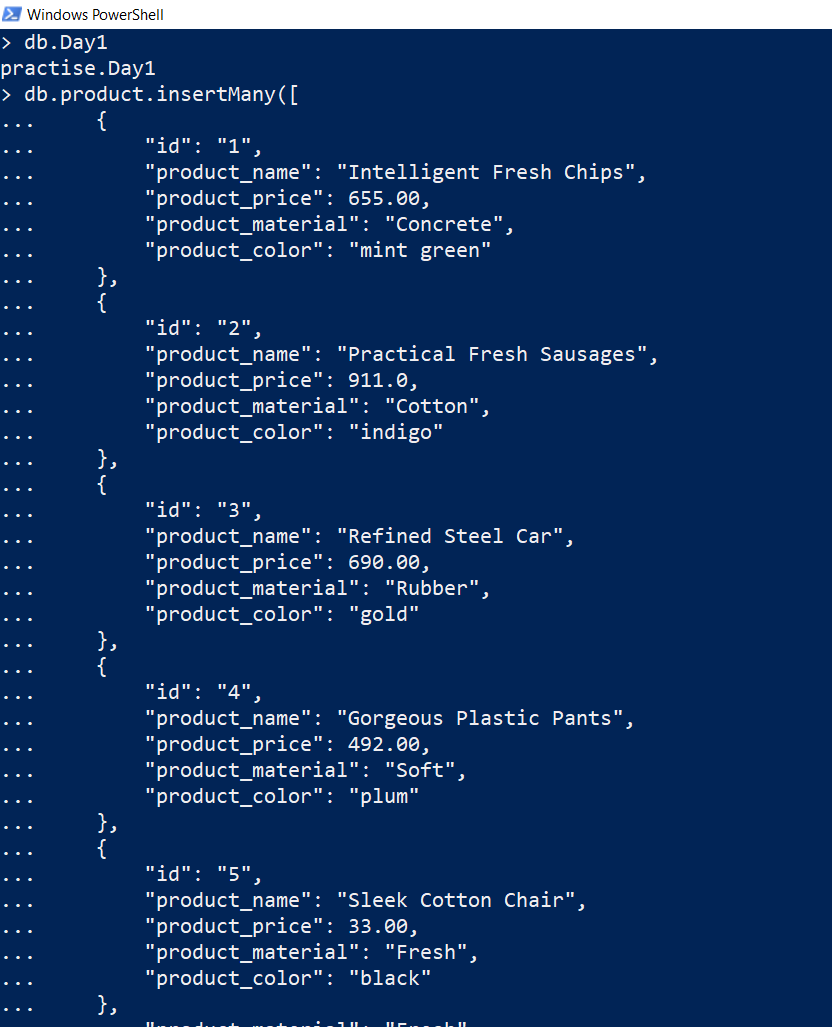 Windows PowerShell
> db.Day1
practise.Day1
> db.product.insertMany([
...     {
...         "id": "1",
...         "product_name": "Intelligent Fresh Chips",
...         "product_price": 655.00,
...         "product_material": "Concrete",
...         "product_color": "mint green"
...     },
...     {
...         "id": "2",
...         "product_name": "Practical Fresh Sausages",
...         "product_price": 911.0,
...         "product_material": "Cotton",
...         "product_color": "indigo"
...     },
...     {
...         "id": "3",
...         "product_name": "Refined Steel Car",
...         "product_price": 690.00,
...         "product_material": "Rubber",
...         "product_color": "gold"
...     },
...     {
...         "id": "4",
...         "product_name": "Gorgeous Plastic Pants",
...         "product_price": 492.00,
...         "product_material": "Soft",
...         "product_color": "plum"
...     },
...     {
...         "id": "5",
...         "product_name": "Sleek Cotton Chair",
...         "product_price": 33.00,
...         "product_material": "Fresh",
...         "product_color": "black"
...     },
"product_material": "Fresh"